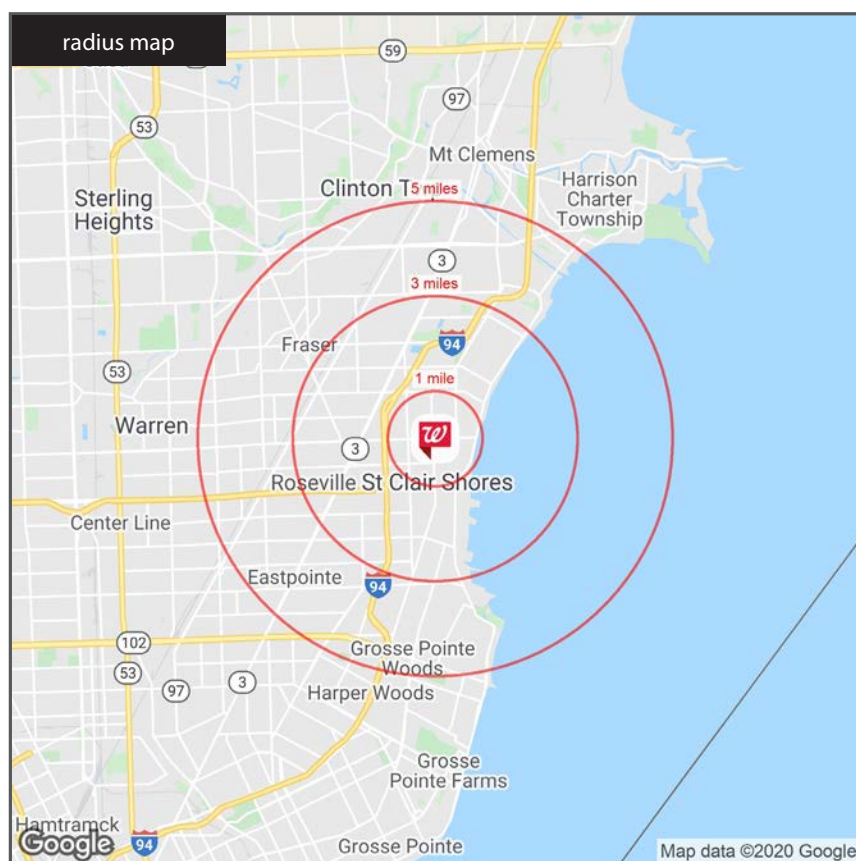 radius map
59
97
53
Mt Clemens
Harrison
Charter
Township
Sterling
Heights
5 miles
3
3 miles
Fraser
94
53
1 mile
Warren
W
3
Roseville
St Clair Shores
Center Line
Eastpointe
94
102
Grosse Pointe
Woods
53
97
3
Harper Woods
Grosse
Pointe Farms
Hamtramck
Google
94
Grosse Pointe
Map data ©2020 Google